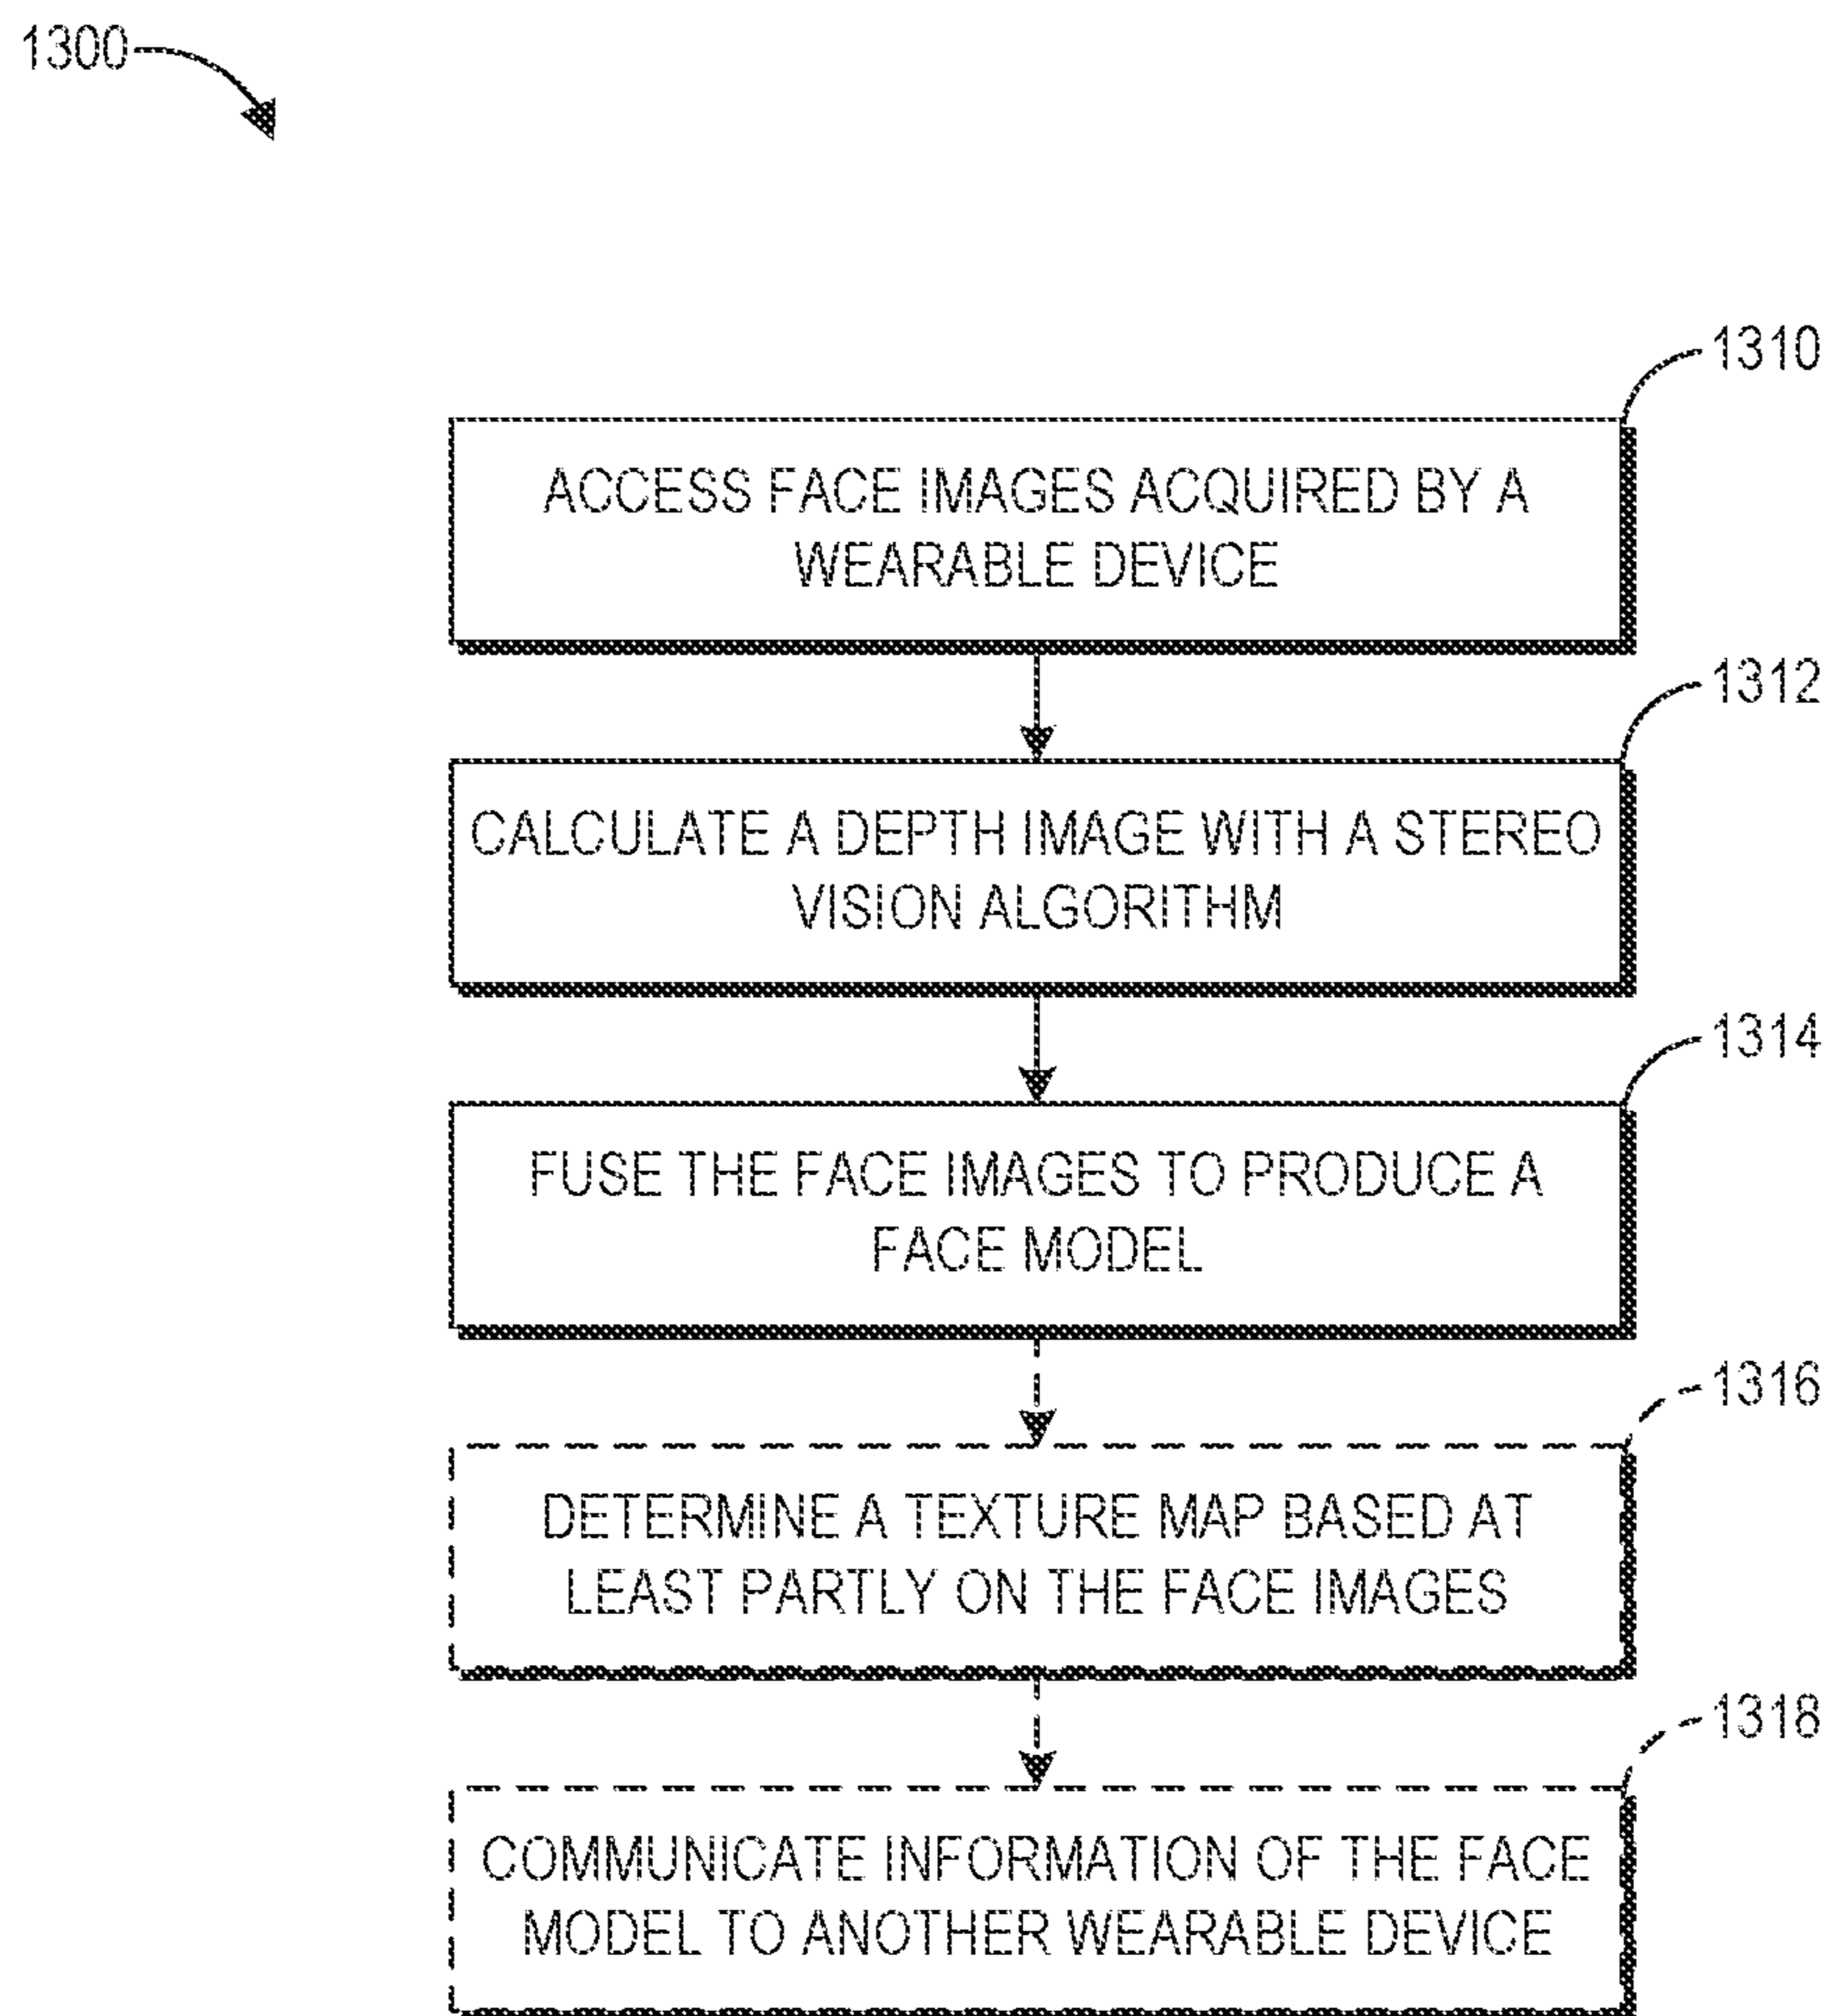 1300
1310
ACCESS FACE IMAGES ACQUIRED BY A
WEARABLE DEVICE
1312
CALCULATE A DEPTH IMAGE WITH A STEREO
VISION ALGORITHM
1314
FUSE THE FACE IMAGES TO PRODUCE A
FACE MODEL
1316
DETERMINE A TEXTURE MAP BASED AT
LEAST PARTLY ON THE FACE IMAGES
1318
COMMUNICATE INFORMATION OF THE FACE
MODEL TO ANOTHER WEARABLE DEVICE